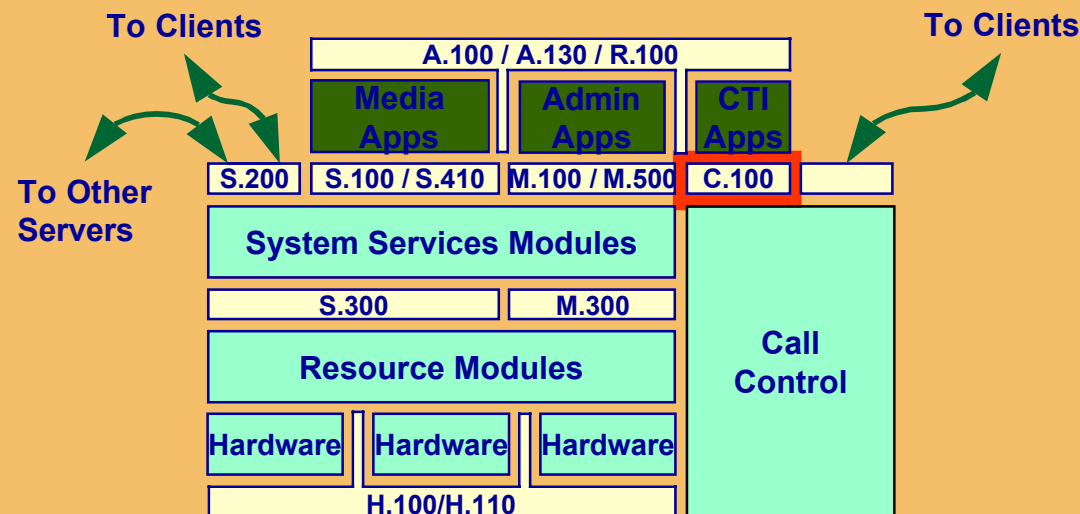 To Clients
To Clients
A.100 / A.130 / R.100
Media
Apps
Admin
Apps
CTI
Apps
To Other
Servers
S.200
S.100 / S.410
M.100 / M.500
C.100
System Services Modules
S.300
M.300
Resource Modules
Call
Control
Hardware
Hardware
Hardware
H.100/H.110